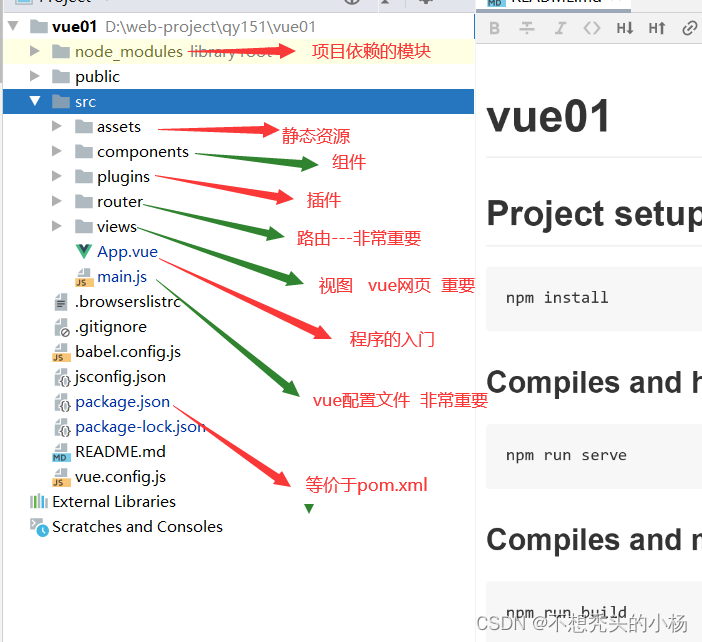 vue01 D:\web-project\qy151\vue01
node_modules library root 项目依赖的模块
public
src
assets 静态资源
components 组件
plugins 插件
router 路由---非常重要
views 视图 vue网页 重要
App.vue 程序的入门
main.js vue配置文件 非常重要
.browserslistrc
.gitignore
babel.config.js
jsconfig.json
package.json 等价于pom.xml
package-lock.json
README.md
vue.config.js
External Libraries
Scratches and Consoles
B I <> H↓ H↑
vue01
Project setup
npm install
Compiles and h
npm run serve
Compiles and m
npm run build
CSDN @不想秃头的小杨